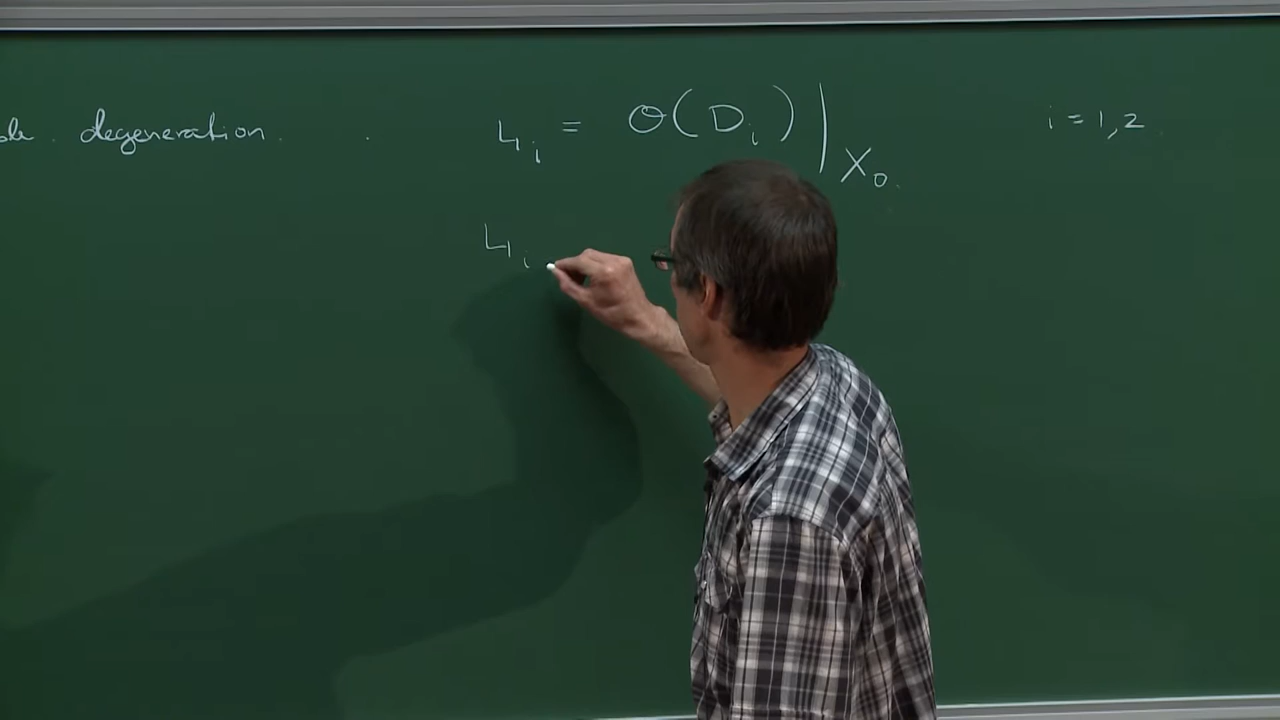 degeneration.
L_i = O(D_i)|_{X_0}. i = 1, 2
L_i